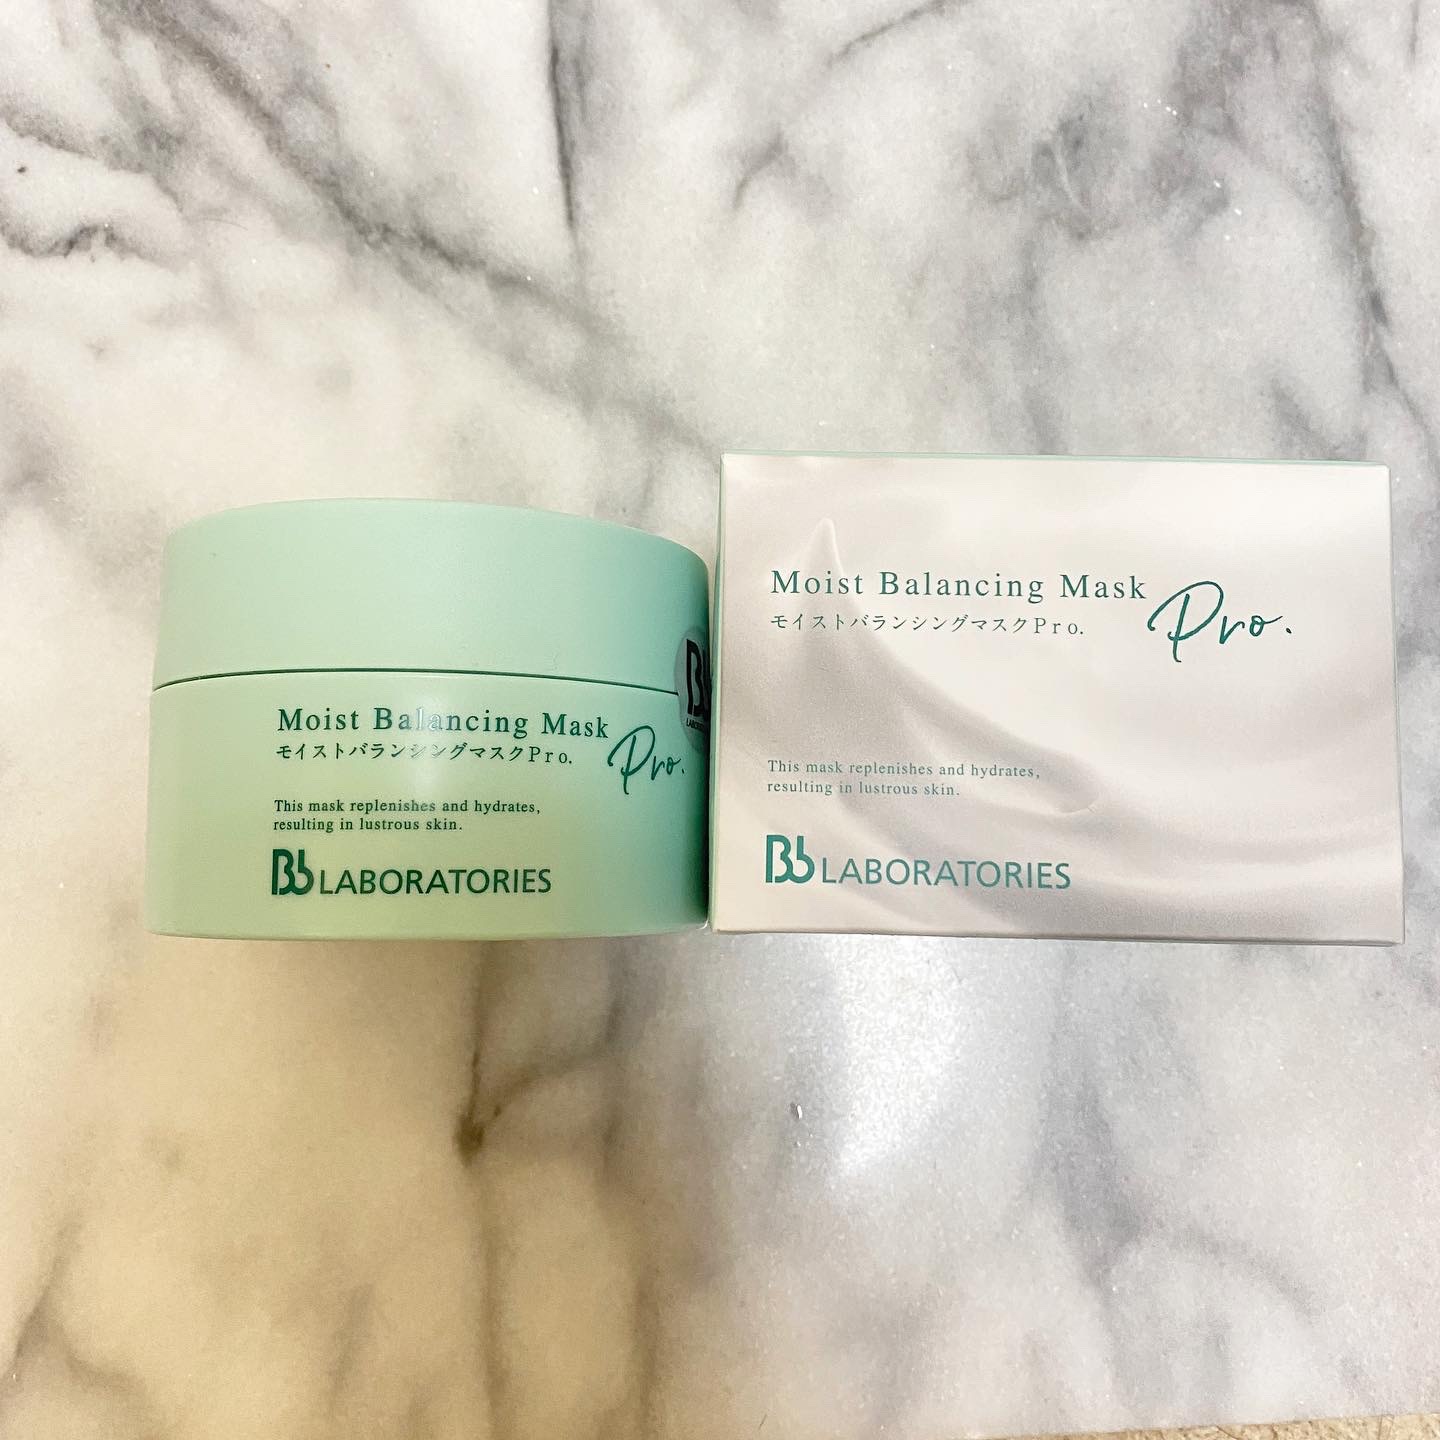 Moist Balancing Mask
Pro.
モイストバランシングマスクPro.
This mask replenishes and hydrates,
resulting in lustrous skin.
Bb LABORATORIES
Moist Balancing Mask
Pro.
モイストバランシングマスクPro.
This mask replenishes and hydrates,
resulting in lustrous skin.
Bb LABORATORIES